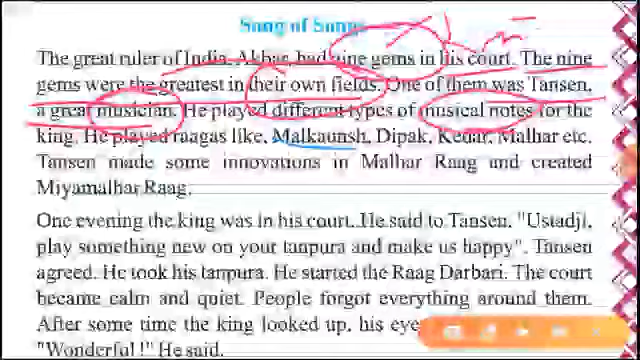 Song of Songs
The great ruler of India, Akbar, had nine gems in his court. The nine
gems were the greatest in their own fields. One of them was Tansen,
a great musician. He played different types of musical notes for the
king. He played raagas like, Malkaunsh, Dipak, Kedar, Malhar etc.
Tansen made some innovations in Malhar Raag and created
Miyamalhar Raag.
One evening the king was in his court. He said to Tansen, "Ustadji,
play something new on your tanpura and make us happy". Tansen
agreed. He took his tanpura. He started the Raag Darbari. The court
became calm and quiet. People forgot everything around them.
After some time the king looked up, his eye
"Wonderful!" He said.